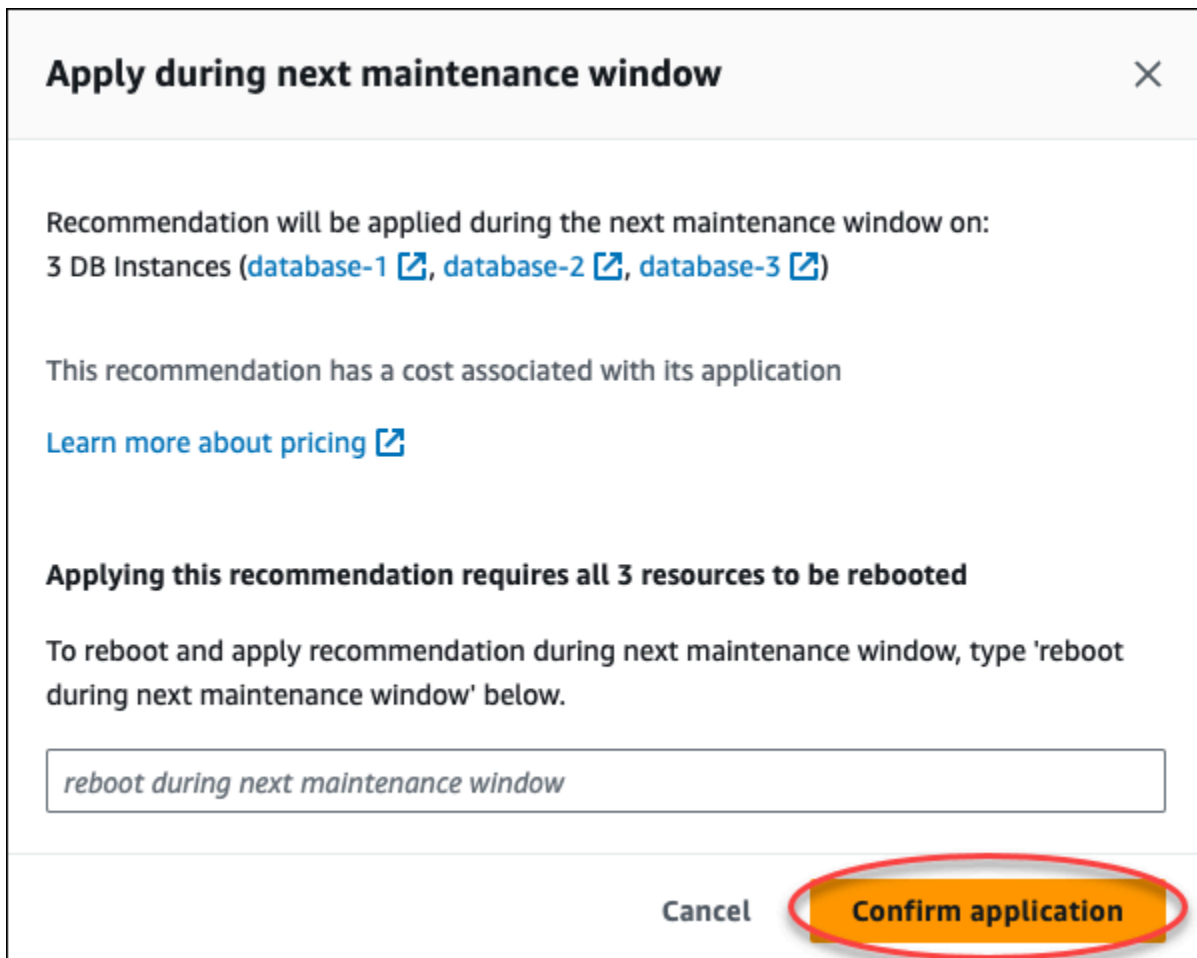 Apply during next maintenance window
Recommendation will be applied during the next maintenance window on:
3 DB Instances (database-1, database-2, database-3)
This recommendation has a cost associated with its application
Learn more about pricing
Applying this recommendation requires all 3 resources to be rebooted
To reboot and apply recommendation during next maintenance window, type 'reboot
during next maintenance window' below.
reboot during next maintenance window
Cancel
Confirm application